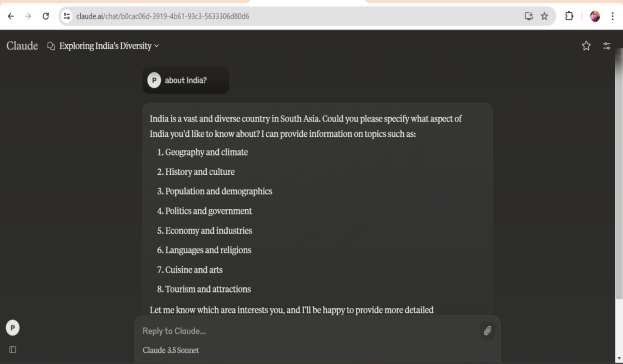 claude.ai/chat/b0cac06d-3919-4b61-93c3-5633306d80d6
Claude
Exploring India's Diversity
P about India?
India is a vast and diverse country in South Asia. Could you please specify what aspect of
India you'd like to know about? I can provide information on topics such as:
1. Geography and climate
2. History and culture
3. Population and demographics
4. Politics and government
5. Economy and industries
6. Languages and religions
7. Cuisine and arts
8. Tourism and attractions
Let me know which area interests you, and I'll be happy to provide more detailed
P
Reply to Claude...
Claude 3.5 Sonnet